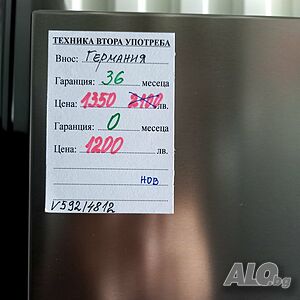 ТЕХНИКА ВТОРА УПОТРЕБА
Внос: ГЕРМАНИЯ
Гаранция: 36 месеца
Цена: 1350 2100 лв.
Гаранция: 0 месеца
Цена: 1200 лв.
НОВ
V592/4812
ALO.bg